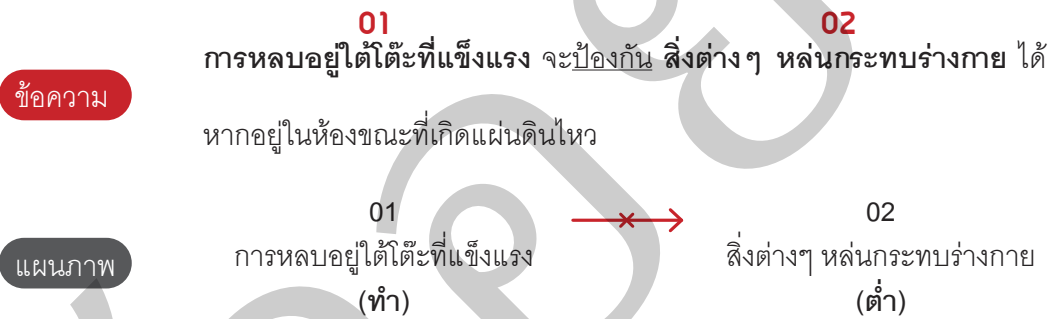 01 02
การหลบอยู่ใต้โต๊ะที่แข็งแรง จะป้องกัน สิ่งต่างๆ หล่นกระทบร่างกาย ได้
ข้อความ
หากอยู่ในห้องขณะที่เกิดแผ่นดินไหว
01 02
แผนภาพ
การหลบอยู่ใต้โต๊ะที่แข็งแรง สิ่งต่างๆ หล่นกระทบร่างกาย
(ทำ) (ต่ำ)